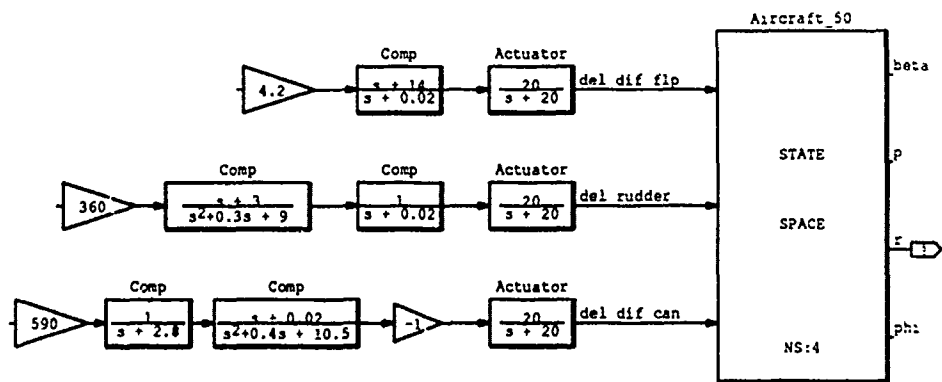 Aircraft_50
Comp Actuator
4.2 s + 14 / s + 0.02 20 / s + 20 del dif flp
beta
STATE
p
Comp Comp Actuator
360 s + 3 / s²+0.3s + 9 1 / s + 0.02 20 / s + 20 del rudder
SPACE
r
Comp Comp Actuator
590 1 / s + 2.8 s + 0.02 / s²+0.4s + 10.5 -1 20 / s + 20 del dif can
phi
NS:4